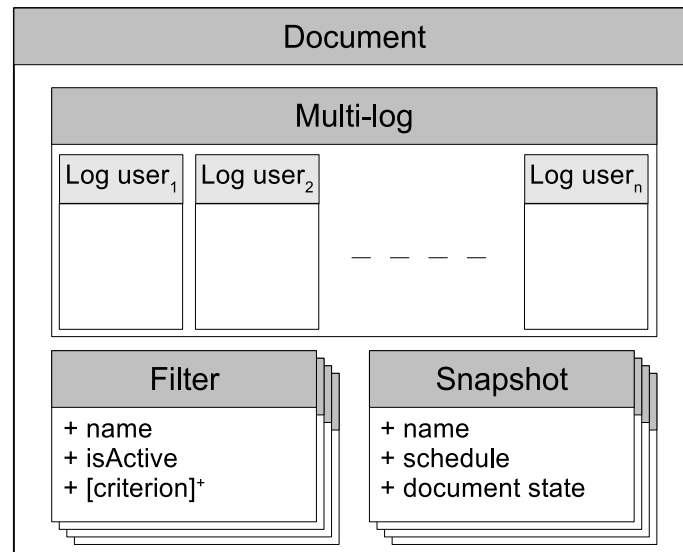 Document
Multi-log
Log user₁ Log user₂ Log userₙ
Filter
+ name
+ isActive
+ [criterion]⁺
Snapshot
+ name
+ schedule
+ document state